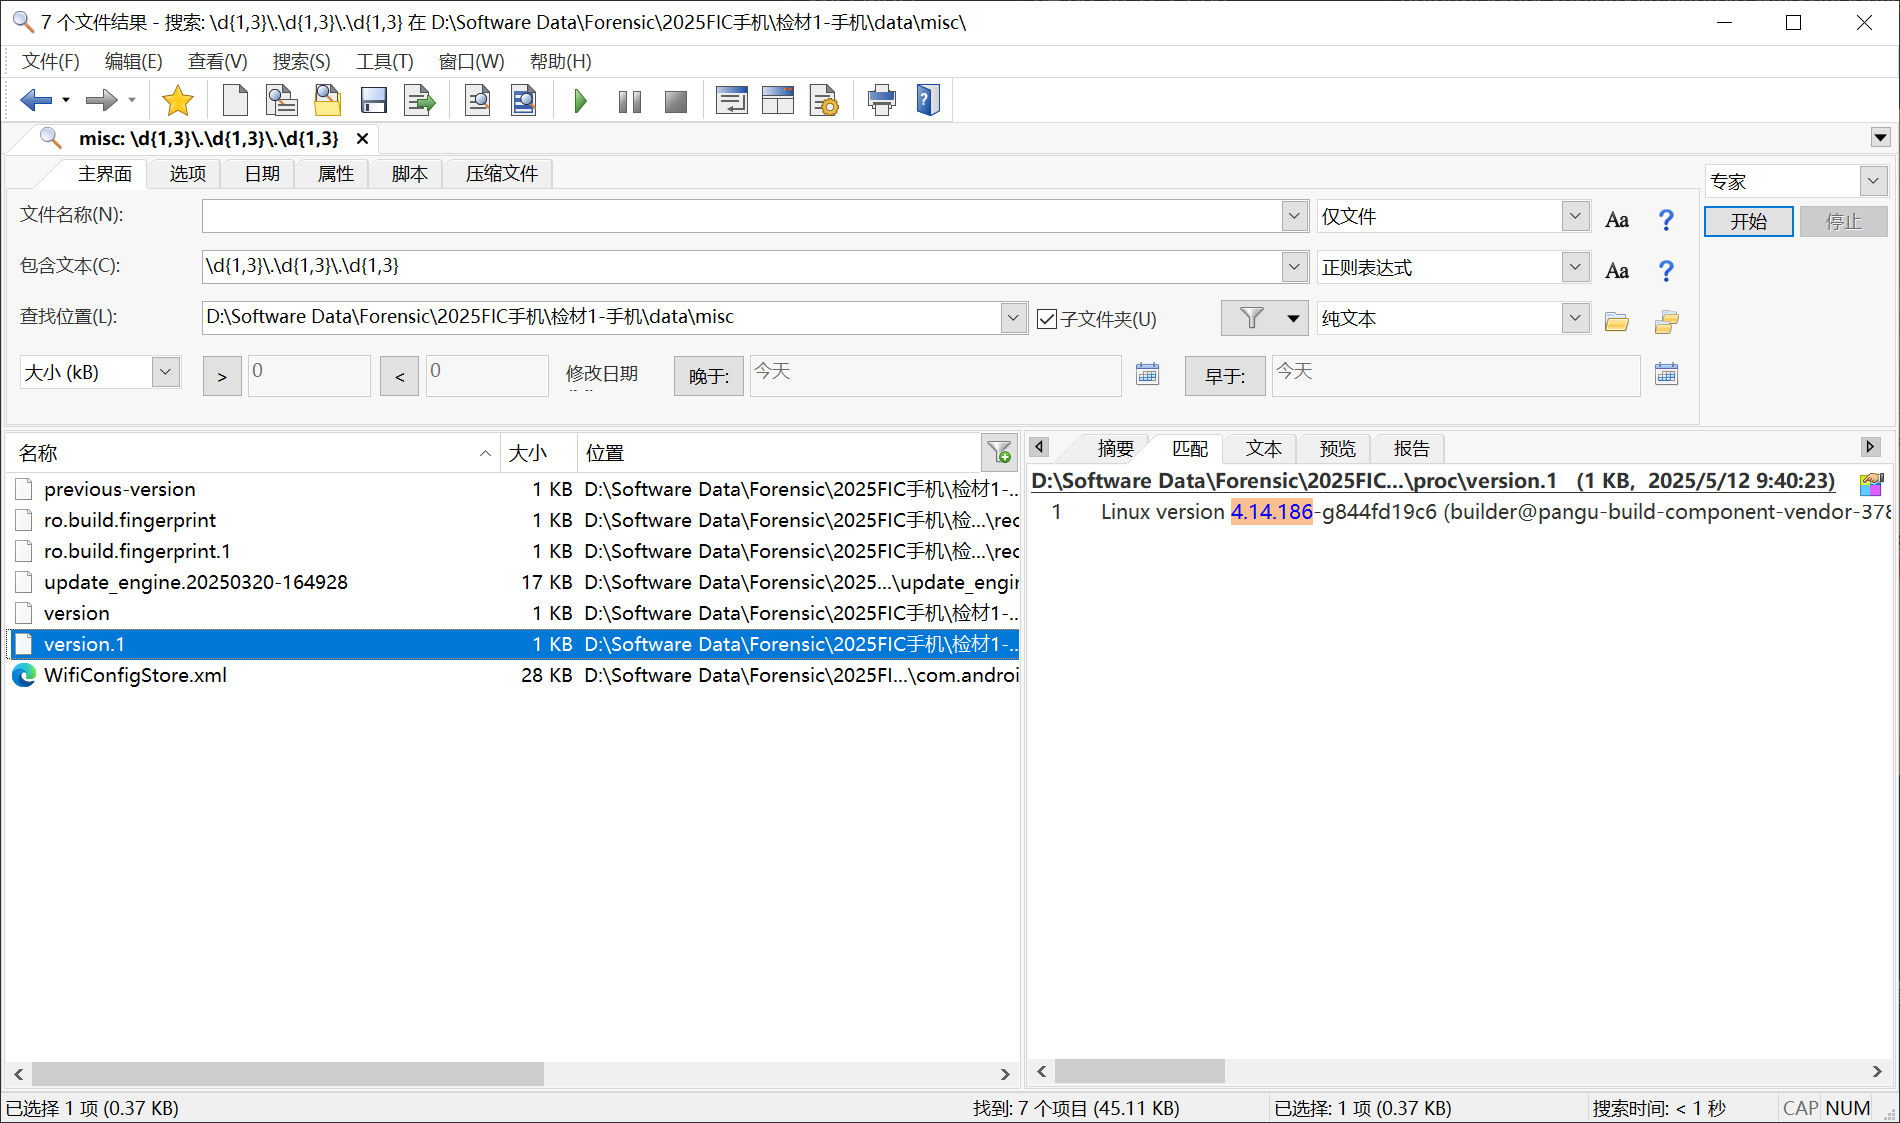 7 个文件结果 - 搜索: \d{1,3}\.\d{1,3}\.\d{1,3} 在 D:\Software Data\Forensic\2025FIC手机\检材1-手机\data\misc\
文件(F) 编辑(E) 查看(V) 搜索(S) 工具(T) 窗口(W) 帮助(H)
misc: \d{1,3}\.\d{1,3}\.\d{1,3}
主界面 选项 日期 属性 脚本 压缩文件
专家
文件名称(N): 仅文件 Aa ?
开始 停止
包含文本(C): \d{1,3}\.\d{1,3}\.\d{1,3} 正则表达式 Aa ?
查找位置(L): D:\Software Data\Forensic\2025FIC手机\检材1-手机\data\misc 子文件夹(U) 纯文本
大小 (kB) > 0 < 0 修改日期 晚于: 今天 早于: 今天
名称 大小 位置
previous-version 1 KB D:\Software Data\Forensic\2025FIC手机\检材1-...
ro.build.fingerprint 1 KB D:\Software Data\Forensic\2025FIC手机\检...\rec
ro.build.fingerprint.1 1 KB D:\Software Data\Forensic\2025FIC手机\检...\rec
update_engine.20250320-164928 17 KB D:\Software Data\Forensic\2025...\update_engir
version 1 KB D:\Software Data\Forensic\2025FIC手机\检材1-...
version.1 1 KB D:\Software Data\Forensic\2025FIC手机\检材1-...
WifiConfigStore.xml 28 KB D:\Software Data\Forensic\2025FI...\com.androi
摘要 匹配 文本 预览 报告
D:\Software Data\Forensic\2025FIC...\proc\version.1 (1 KB, 2025/5/12 9:40:23)
1 Linux version 4.14.186-g844fd19c6 (builder@pangu-build-component-vendor-378
已选择 1 项 (0.37 KB) 找到: 7 个项目 (45.11 KB) 已选择: 1 项 (0.37 KB) 搜索时间: < 1 秒 CAP NUM